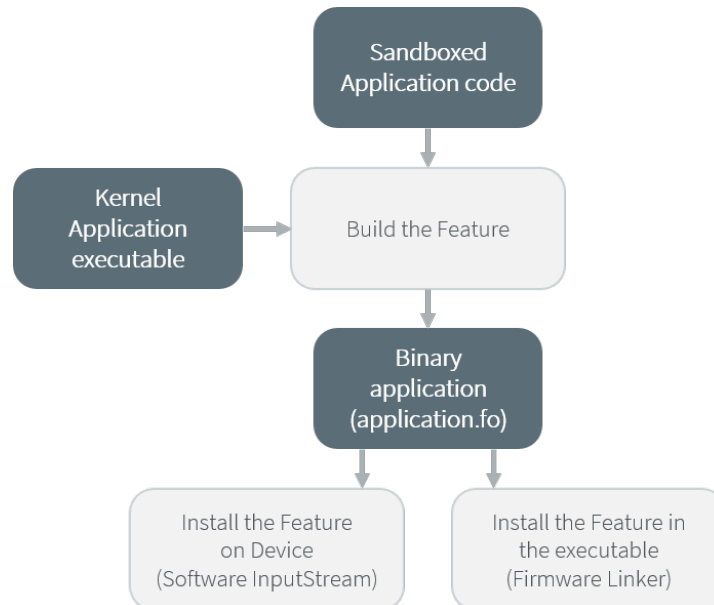 Sandboxed
Application code
Kernel
Application
executable
Build the Feature
Binary
application
(application.fo)
Install the Feature
on Device
(Software InputStream)
Install the Feature in
the executable
(Firmware Linker)